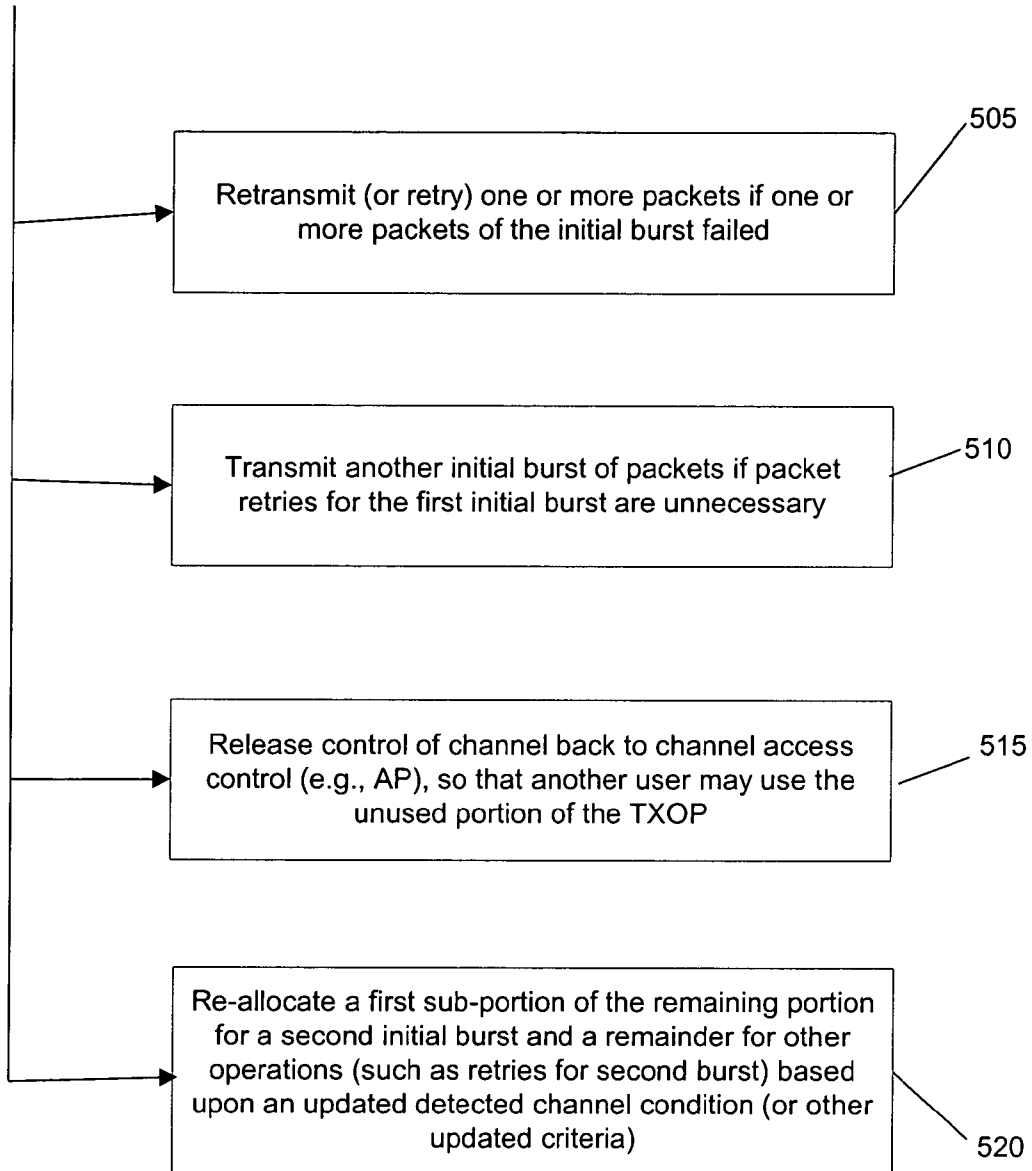 505
Retransmit (or retry) one or more packets if one or
more packets of the initial burst failed
510
Transmit another initial burst of packets if packet
retries for the first initial burst are unnecessary
515
Release control of channel back to channel access
control (e.g., AP), so that another user may use the
unused portion of the TXOP
Re-allocate a first sub-portion of the remaining portion
for a second initial burst and a remainder for other
operations (such as retries for second burst) based
upon an updated detected channel condition (or other
updated criteria)
520